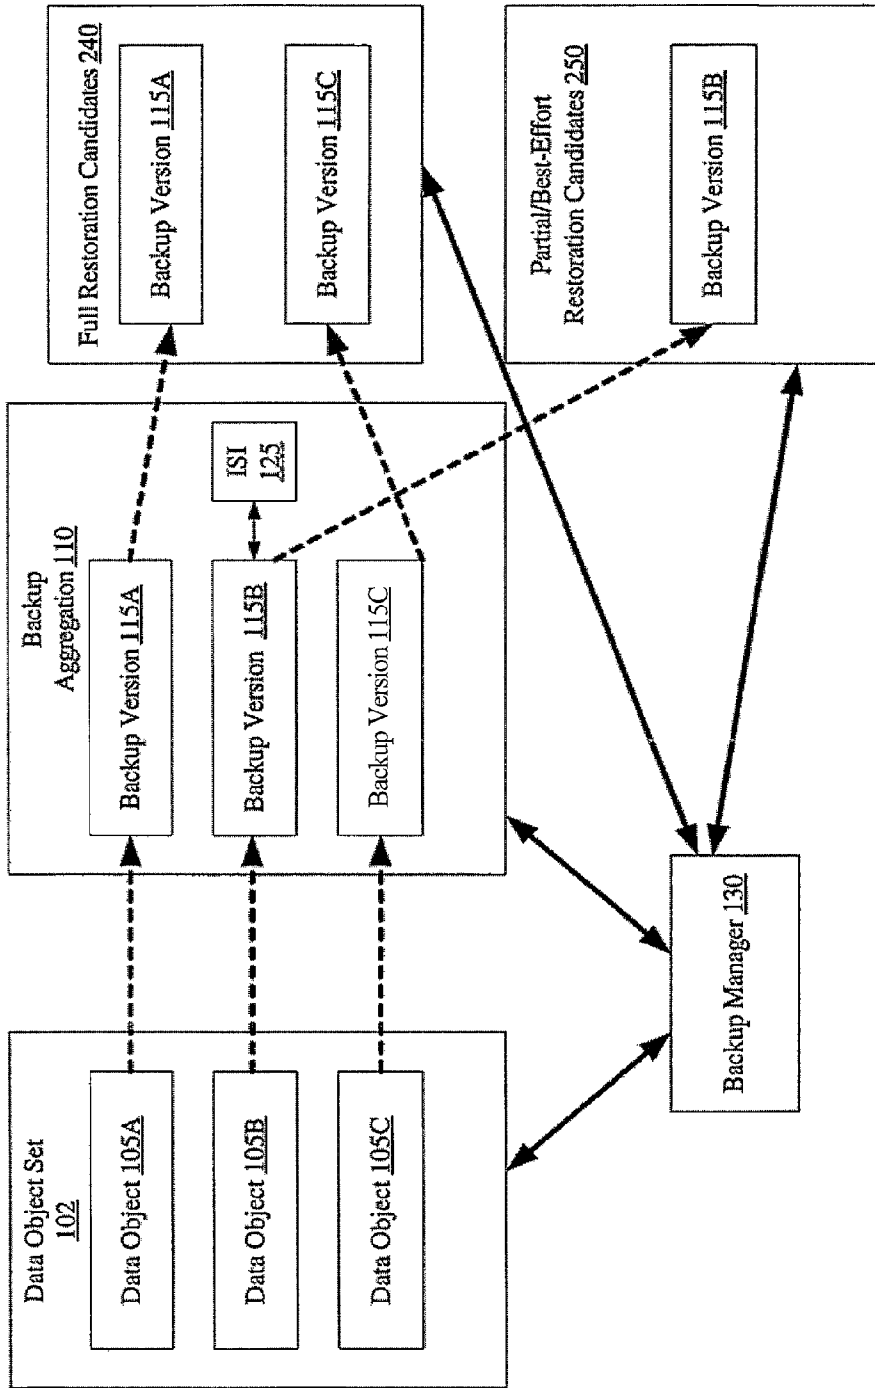 Data Object Set
102
Data Object 105A
Data Object 105B
Data Object 105C
Backup
Aggregation 110
Backup Version 115A
Backup Version 115B
ISI
125
Backup Version 115C
Full Restoration Candidates 240
Backup Version 115A
Backup Version 115C
Partial/Best-Effort
Restoration Candidates 250
Backup Version 115B
Backup Manager 130